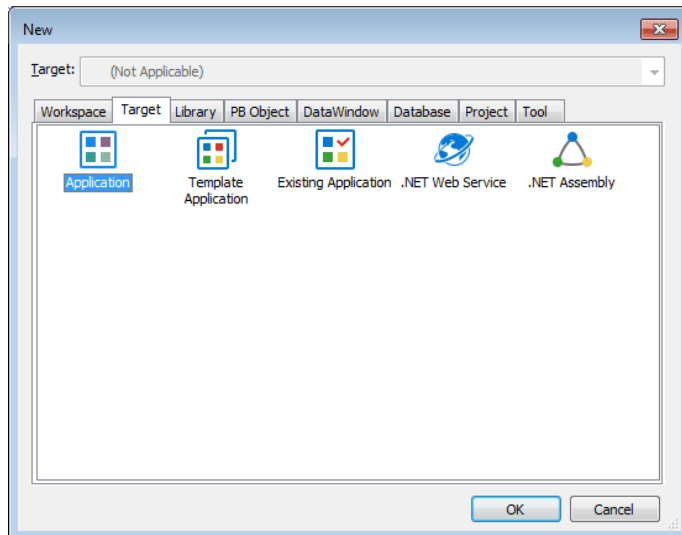 New
Target: (Not Applicable)
Workspace Target Library PB Object DataWindow Database Project Tool
Application Template Application Existing Application .NET Web Service .NET Assembly
OK Cancel